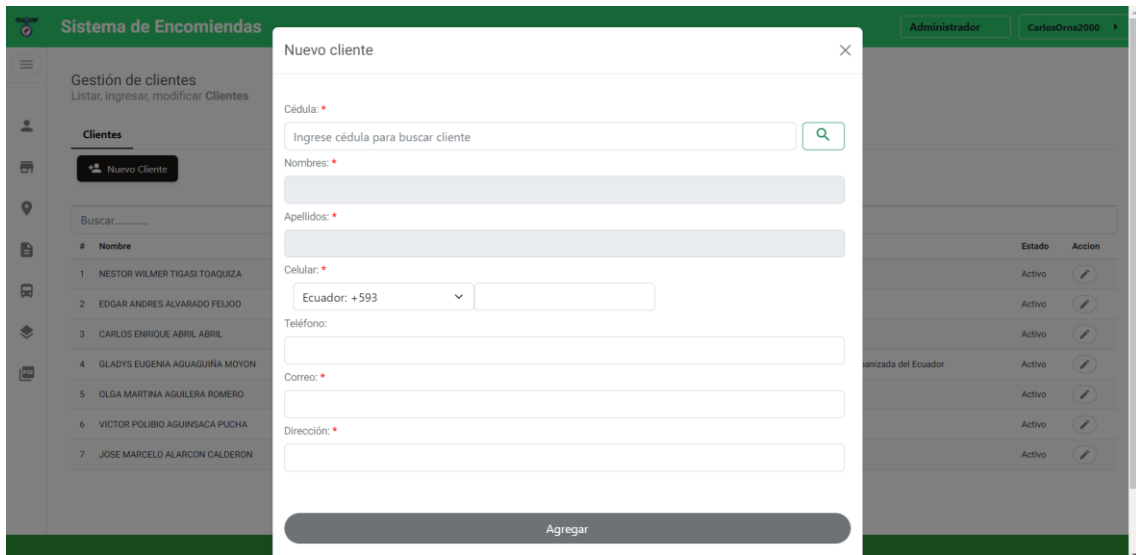 Sistema de Encomiendas
Administrador
CarlosOrna2000
Gestión de clientes
Listar, ingresar, modificar Clientes
Clientes
Nuevo Cliente
Buscar..............
# Nombre Estado Accion
1 NESTOR WILMER TIGASI TOAQUIZA Activo
2 EDGAR ANDRES ALVARADO FEIJOO Activo
3 CARLOS ENRIQUE ABRIL ABRIL Activo
4 GLADYS EUGENIA AGUAGUIÑA MOYON del Ecuador Activo
5 OLGA MARTINA AGUILERA ROMERO Activo
6 VICTOR POLIBIO AGUINSACA PUCHA Activo
7 JOSE MARCELO ALARCON CALDERON Activo
Nuevo cliente
Cédula: *
Ingrese cédula para buscar cliente
Nombres: *
Apellidos: *
Celular: *
Ecuador: +593
Teléfono:
Correo: *
Dirección: *
Agregar
PDF